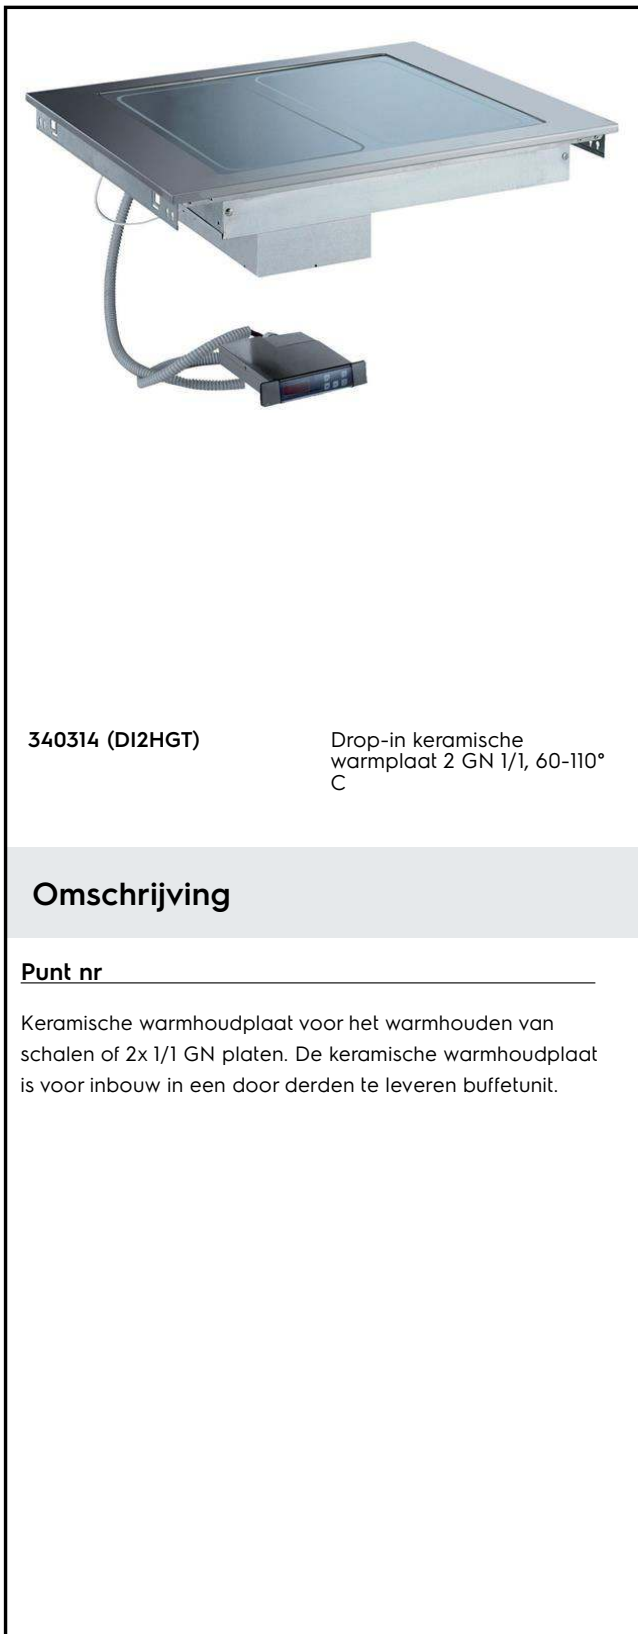 340314 (DI2HGT)
Drop-in keramische
warmplaat 2 GN 1/1, 60-110°
C
Omschrijving
Punt nr
Keramische warmhoudplaat voor het warmhouden van
schalen of 2x 1/1 GN platen. De keramische warmhoudplaat
is voor inbouw in een door derden te leveren buffetunit.